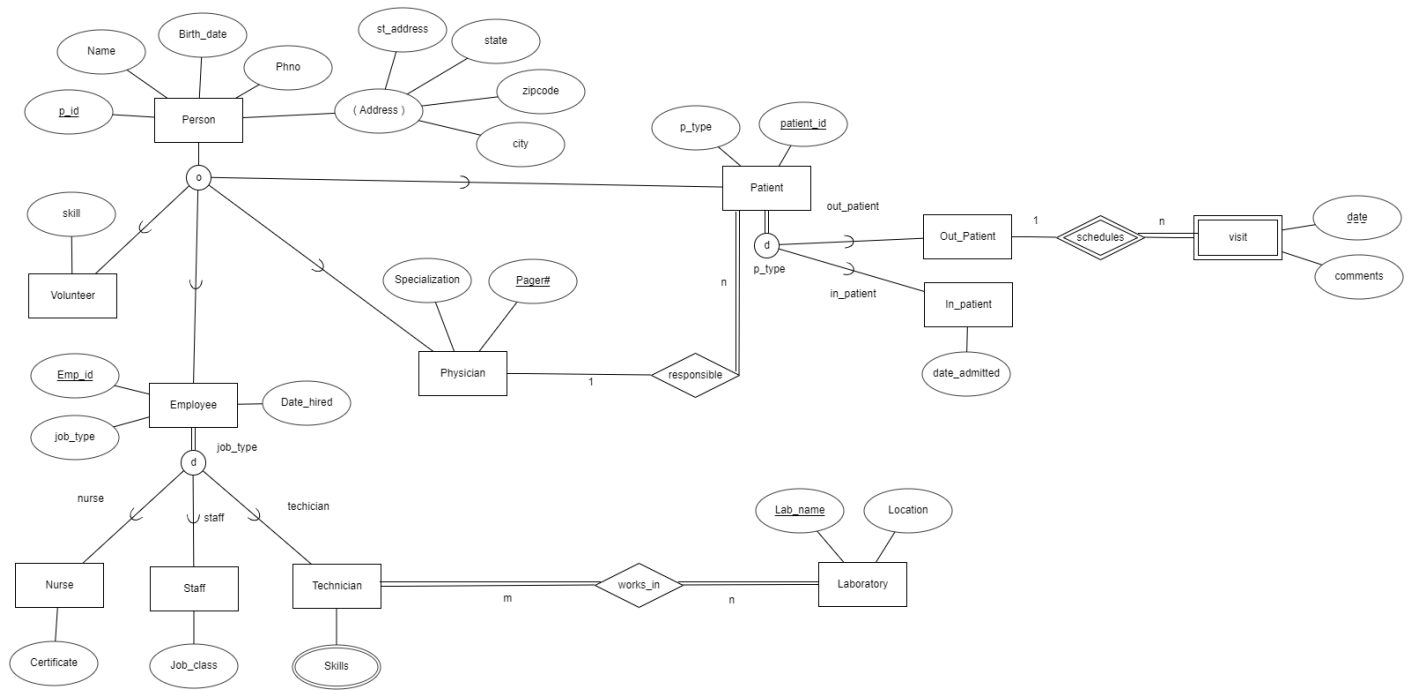 st_address
Birth_date
state
Name
Phno
zipcode
p_id
( Address )
Person
city
p_type
patient_id
o
Patient
skill
out_patient
Out_Patient
1
schedules
n
visit
date
d
p_type
comments
Volunteer
Specialization
Pager#
n
in_patient
In_patient
Physician
1
responsible
date_admitted
Emp_id
Employee
Date_hired
job_type
job_type
d
nurse
staff
techician
Lab_name
Location
Nurse
Staff
Technician
m
works_in
n
Laboratory
Certificate
Job_class
Skills